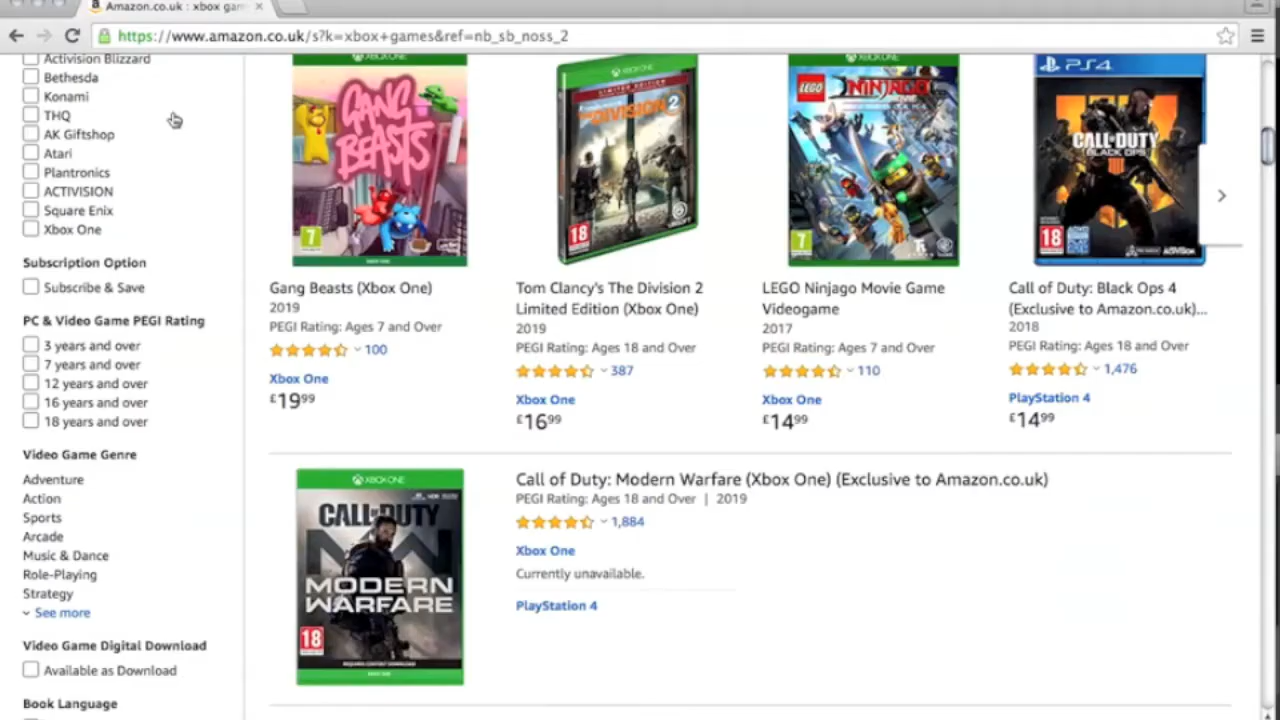 Amazon.co.uk : xbox gam
https://www.amazon.co.uk/s?k=xbox+games&ref=nb_sb_noss_2
Activision Blizzard
Bethesda
Konami
THQ
AK Giftshop
Atari
Plantronics
ACTIVISION
Square Enix
Xbox One
Subscription Option
Subscribe & Save
PC & Video Game PEGI Rating
3 years and over
7 years and over
12 years and over
16 years and over
18 years and over
Video Game Genre
Adventure
Action
Sports
Arcade
Music & Dance
Role-Playing
Strategy
See more
Video Game Digital Download
Available as Download
Book Language
XBOX ONE
GANG
BEASTS
7
Gang Beasts (Xbox One)
2019
PEGI Rating: Ages 7 and Over
100
Xbox One
£19.99
XBOX ONE
LIMITED EDITION
THE DIVISION 2
18
Tom Clancy's The Division 2
Limited Edition (Xbox One)
2019
PEGI Rating: Ages 18 and Over
387
Xbox One
£16.99
XBOX ONE
LEGO
NINJAGO
7
LEGO Ninjago Movie Game
Videogame
2017
PEGI Rating: Ages 7 and Over
110
Xbox One
£14.99
PS4
CALL OF DUTY
BLACK OPS
IIII
18
ACTIVISION
Call of Duty: Black Ops 4
(Exclusive to Amazon.co.uk)...
2018
PEGI Rating: Ages 18 and Over
1,476
PlayStation 4
£14.99
XBOX ONE
CALL OF DUTY
MW
MODERN
WARFARE
18
Call of Duty: Modern Warfare (Xbox One) (Exclusive to Amazon.co.uk)
PEGI Rating: Ages 18 and Over | 2019
1,884
Xbox One
Currently unavailable.
PlayStation 4